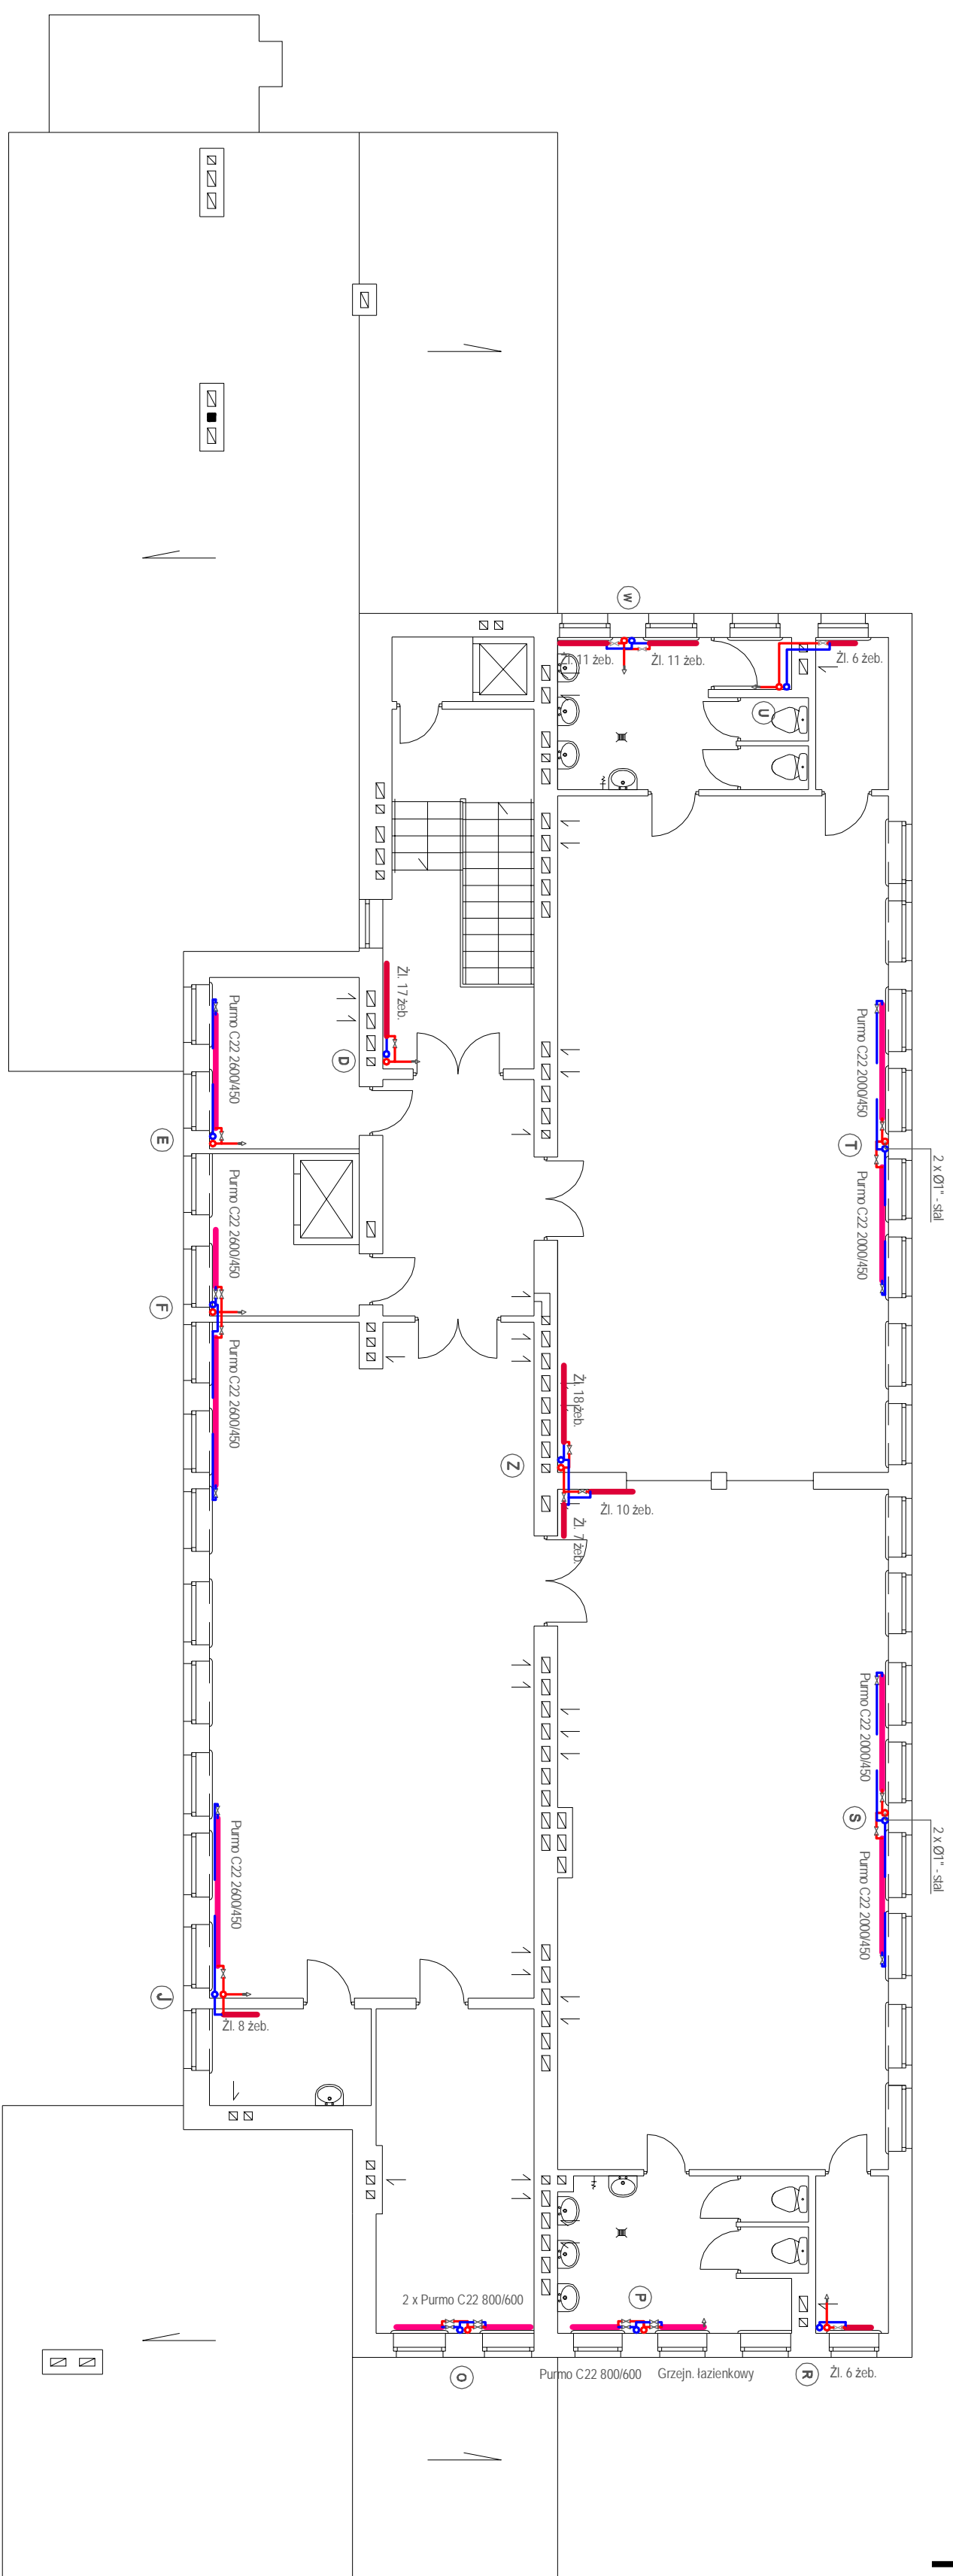 W
Żl. 11 żeb.
Żl. 11 żeb.
Żl. 6 żeb.
U
Żl. 17 żeb.
D
Purmo C22 2600/450
E
Purmo C22 2000/450
T
2 x Ø1" - stal
Purmo C22 2000/450
Purmo C22 2600/450
F
Purmo C22 2600/450
Żl. 18 żeb.
Z
Żl. 10 żeb.
Żl. 7 żeb.
Purmo C22 2000/450
S
2 x Ø1" - stal
Purmo C22 2000/450
Purmo C22 2600/450
J
Żl. 8 żeb.
2 x Purmo C22 800/600
P
O
Purmo C22 800/600
Grzejn. łazienkowy
R
Żl. 6 żeb.